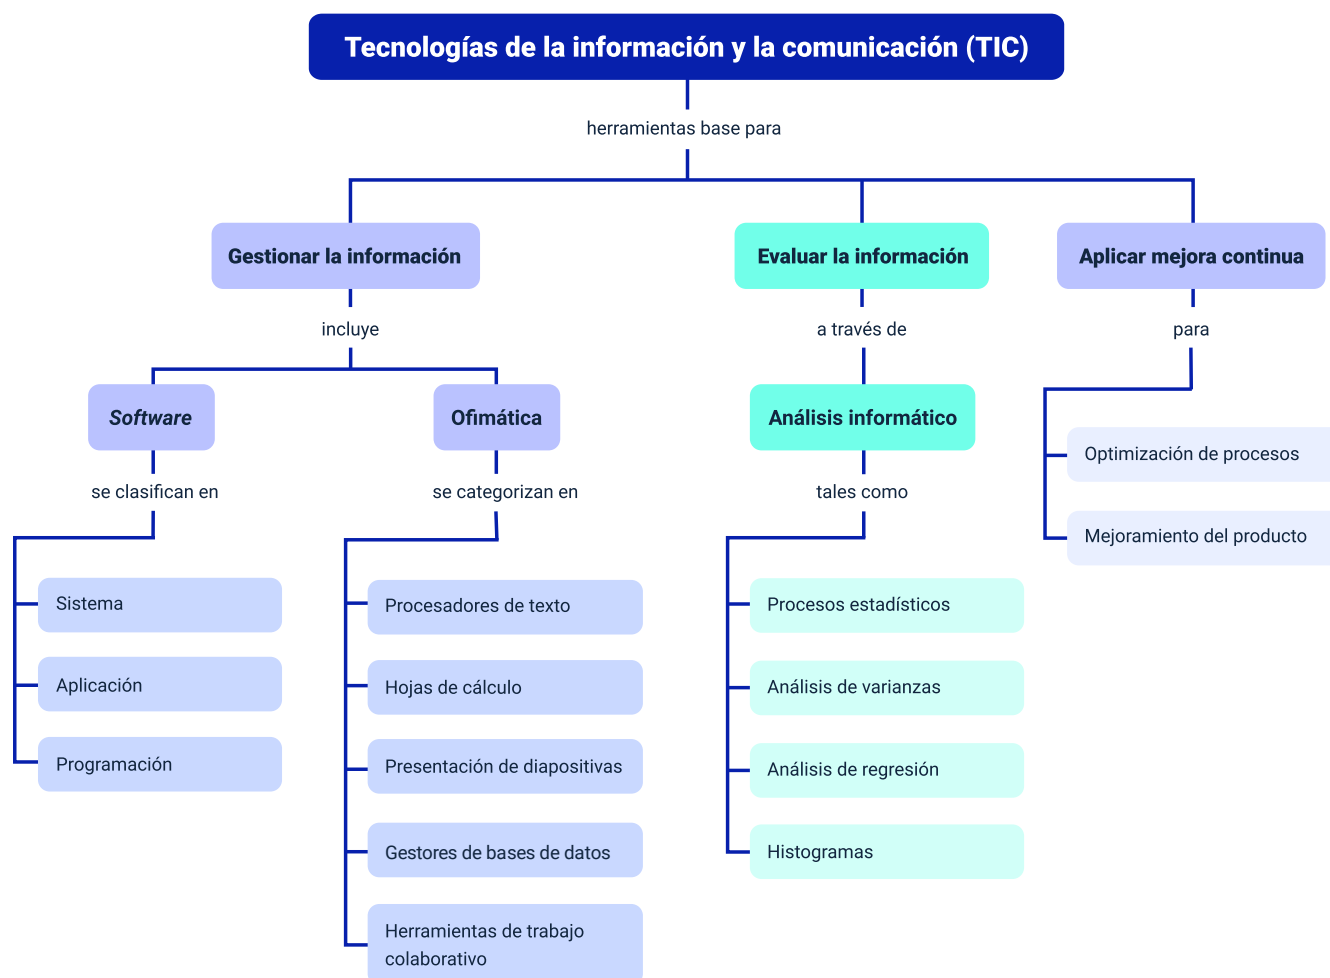 Tecnologías de la información y la comunicación (TIC)
herramientas base para
Gestionar la información
Evaluar la información
Aplicar mejora continua
incluye
a través de
para
Software
Ofimática
Análisis informático
Optimización de procesos
Mejoramiento del producto
se clasifican en
se categorizan en
tales como
Sistema
Aplicación
Programación
Procesadores de texto
Hojas de cálculo
Presentación de diapositivas
Gestores de bases de datos
Herramientas de trabajo
colaborativo
Procesos estadísticos
Análisis de varianzas
Análisis de regresión
Histogramas